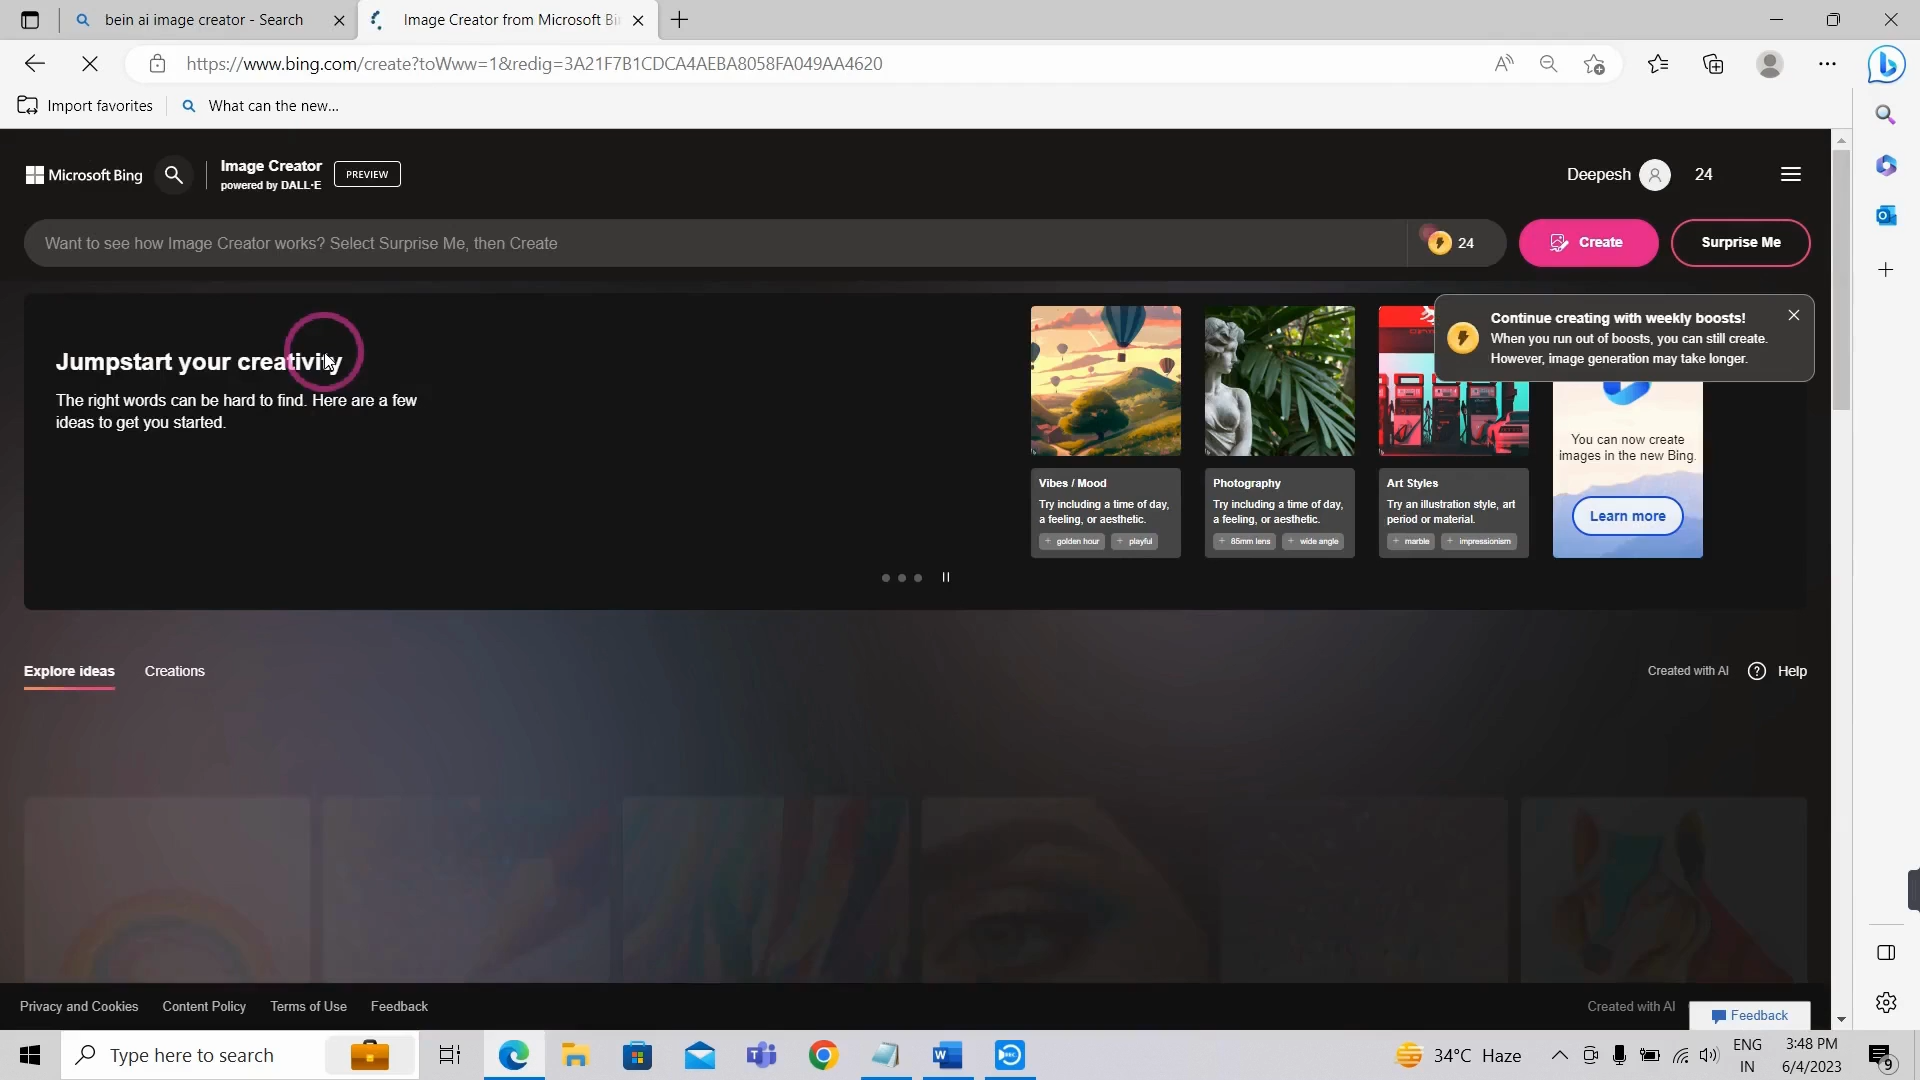 bein ai image creator - Search
Image Creator from Microsoft Bi
https://www.bing.com/create?toWww=1&redig=3A21F7B1CDCA4AEBA8058FA049AA4620
Import favorites
What can the new...
Microsoft Bing
Image Creator
powered by DALL·E
PREVIEW
Deepesh
24
Want to see how Image Creator works? Select Surprise Me, then Create
24
Create
Surprise Me
Continue creating with weekly boosts!
When you run out of boosts, you can still create.
However, image generation may take longer.
Jumpstart your creativity
The right words can be hard to find. Here are a few
ideas to get you started.
Vibes / Mood
Try including a time of day,
a feeling, or aesthetic.
+ golden hour
+ playful
Photography
Try including a time of day,
a feeling, or aesthetic.
+ 85mm lens
+ wide angle
Art Styles
Try an illustration style, art
period or material.
+ marble
+ impressionism
You can now create
images in the new Bing.
Learn more
Explore ideas
Creations
Created with AI
Help
Privacy and Cookies
Content Policy
Terms of Use
Feedback
Created with AI
Feedback
Type here to search
34°C Haze
ENG
IN
3:48 PM
6/4/2023
9